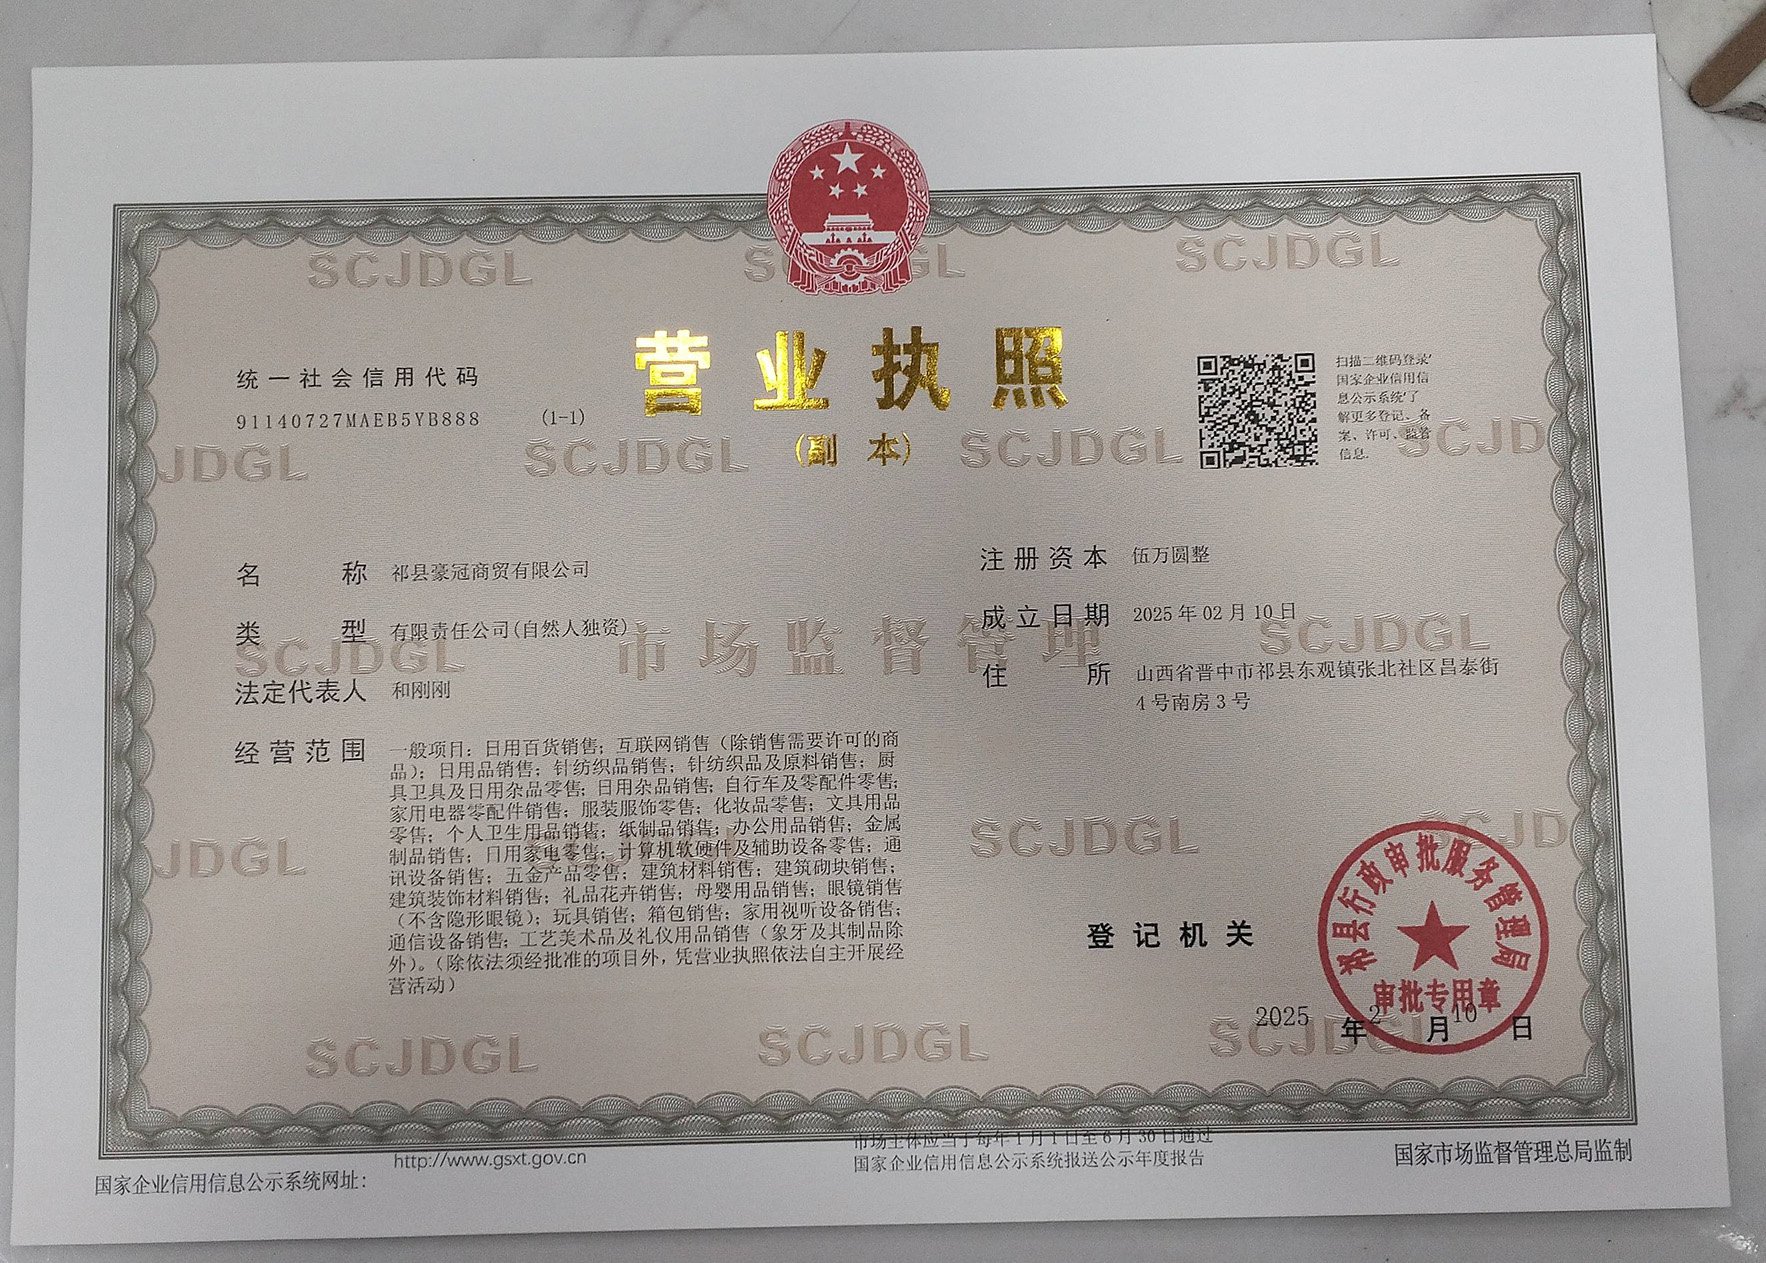 SCJDGL
SCJDGL
营业执照
(副 本)
统一社会信用代码
91140727MAEB5YB888
(1-1)
扫描二维码登录'
国家企业信用信
息公示系统'了
解更多登记、备
案、许可、监管
信息.
JDGL
SCJDGL
SCJDGL
SCJD
名 称 祁县豪冠商贸有限公司
类 型 有限责任公司(自然人独资)
法定代表人 和刚刚
注册资本 伍万圆整
成立日期 2025年02月10日
住 所 山西省晋中市祁县东观镇张北社区昌泰街
4号南房3号
SCJDGL
市场监督管理
SCJDGL
经营范围 一般项目：日用百货销售；互联网销售（除销售需要许可的商
品）；日用品销售；针纺织品销售；针纺织品及原料销售；厨
具卫具及日用杂品零售；日用杂品销售；自行车及零配件零售；
家用电器零配件销售；服装服饰零售；化妆品零售；文具用品
零售；个人卫生用品销售；纸制品销售；办公用品销售；金属
制品销售；日用家电零售；计算机软硬件及辅助设备零售；通
讯设备销售；五金产品零售；建筑材料销售；建筑砌块销售；
建筑装饰材料销售；礼品花卉销售；母婴用品销售；眼镜销售
（不含隐形眼镜）；玩具销售；箱包销售；家用视听设备销售；
通信设备销售；工艺美术品及礼仪用品销售（象牙及其制品除
外）。（除依法须经批准的项目外，凭营业执照依法自主开展经
营活动）
JDGL
SCJDGL
SCJD
登记机关
祁县行政审批服务管理局
审批专用章
2025 年 2 月 10 日
SCJDGL
SCJDGL
SCJDGL
国家企业信用信息公示系统网址：
http://www.gsxt.gov.cn
市场主体应当于每年1月1日至6月30日通过
国家企业信用信息公示系统报送公示年度报告
国家市场监督管理总局监制